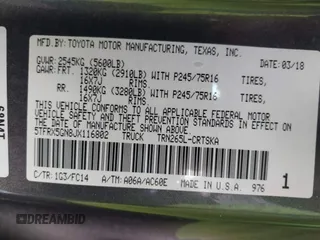 MFD.BY:TOYOTA MOTOR MANUFACTURING, TEXAS, INC.
GVWR:2545KG (5600LB) 03/18
GAWR:FRT. 1320KG (2910LB) WITH P245/75R16 TIRES,
16X7J RIMS
RR. 1490KG (3280LB) WITH P245/75R16 TIRES,
16X7J RIMS
THIS VEHICLE CONFORMS TO ALL APPLICABLE FEDERAL MOTOR
VEHICLE SAFETY AND THEFT PREVENTION STANDARDS IN EFFECT ON
THE DATE OF MANUFACTURE SHOWN ABOVE.
5TFRX5GN8JX116802 TRUCK TRN265L-CRTSKA
C/TR:1G3/FC14 A/TM:A06A/AC60E MADE IN U.S.A. 976 1
DREAMBID